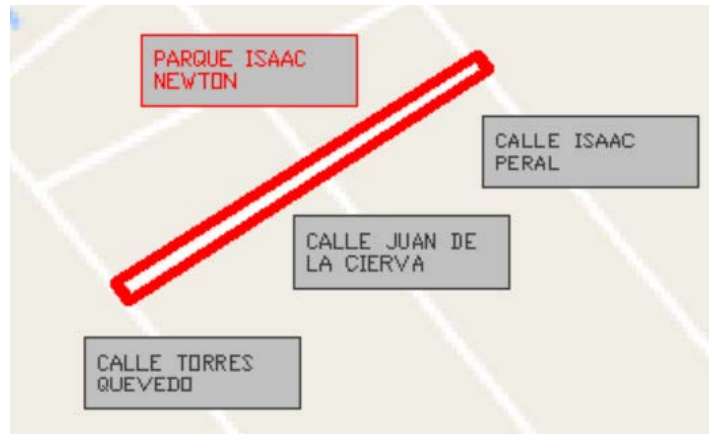 PARQUE ISAAC
NEWTON
CALLE ISAAC
PERAL
CALLE JUAN DE
LA CIERVA
CALLE TORRES
QUEVEDO